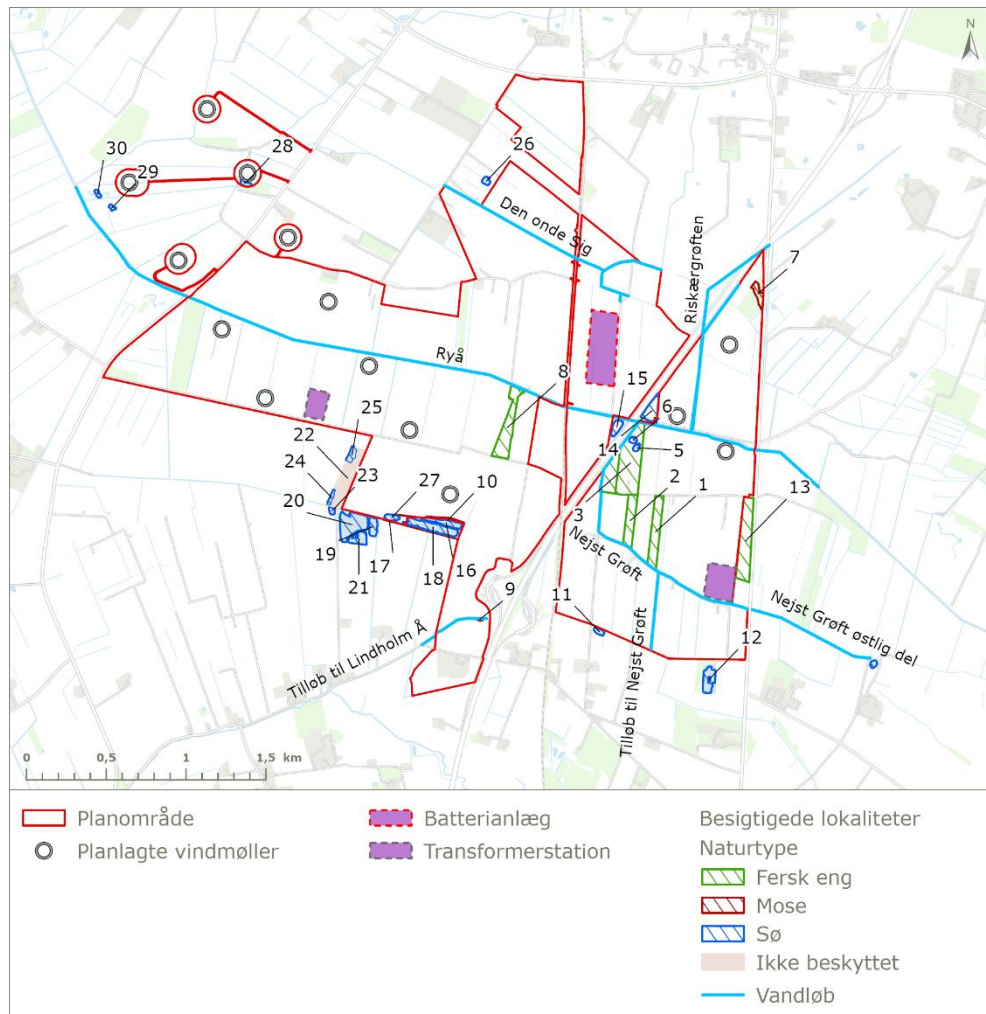 N
28
30
29
26
Den onde Sig
Riskærgrøften
7
Ryå
8
15
6
25
22
24
23
14
5
27
10
20
3
2
1
13
19
21
17
18
16
9
Nejst Grøft
11
Nejst Grøft østlig del
12
Tilløb til Lindholm Å
Tilløb til Nejst Grøft
0 0,5 1 1,5 km
Planområde
Planlagte vindmøller
Batterianlæg
Transformerstation
Besigtigede lokaliteter
Naturtype
Fersk eng
Mose
Sø
Ikke beskyttet
Vandløb